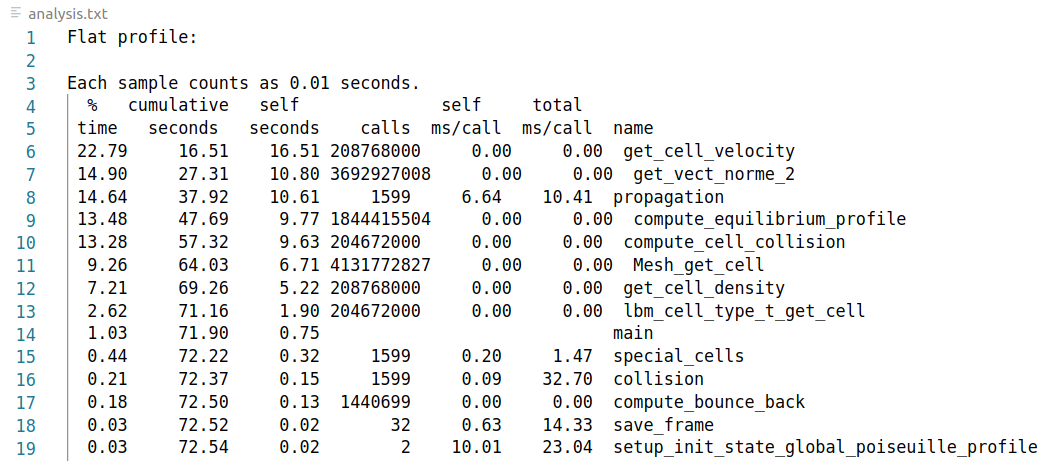 analysis.txt
1 Flat profile:
2
3 Each sample counts as 0.01 seconds.
4   %   cumulative   self              self     total
5  time   seconds   seconds    calls  ms/call  ms/call  name
6  22.79     16.51    16.51 208768000     0.00     0.00  get_cell_velocity
7  14.90     27.31    10.80 3692927008     0.00     0.00  get_vect_norme_2
8  14.64     37.92    10.61     1599     6.64    10.41  propagation
9  13.48     47.69     9.77 1844415504     0.00     0.00  compute_equilibrium_profile
10  13.28     57.32     9.63 204672000     0.00     0.00  compute_cell_collision
11   9.26     64.03     6.71 4131772827     0.00     0.00  Mesh_get_cell
12   7.21     69.26     5.22 208768000     0.00     0.00  get_cell_density
13   2.62     71.16     1.90 204672000     0.00     0.00  lbm_cell_type_t_get_cell
14   1.03     71.90     0.75                             main
15   0.44     72.22     0.32     1599     0.20     1.47  special_cells
16   0.21     72.37     0.15     1599     0.09    32.70  collision
17   0.18     72.50     0.13  1440699     0.00     0.00  compute_bounce_back
18   0.03     72.52     0.02       32     0.63    14.33  save_frame
19   0.03     72.54     0.02        2    10.01    23.04  setup_init_state_global_poiseuille_profile